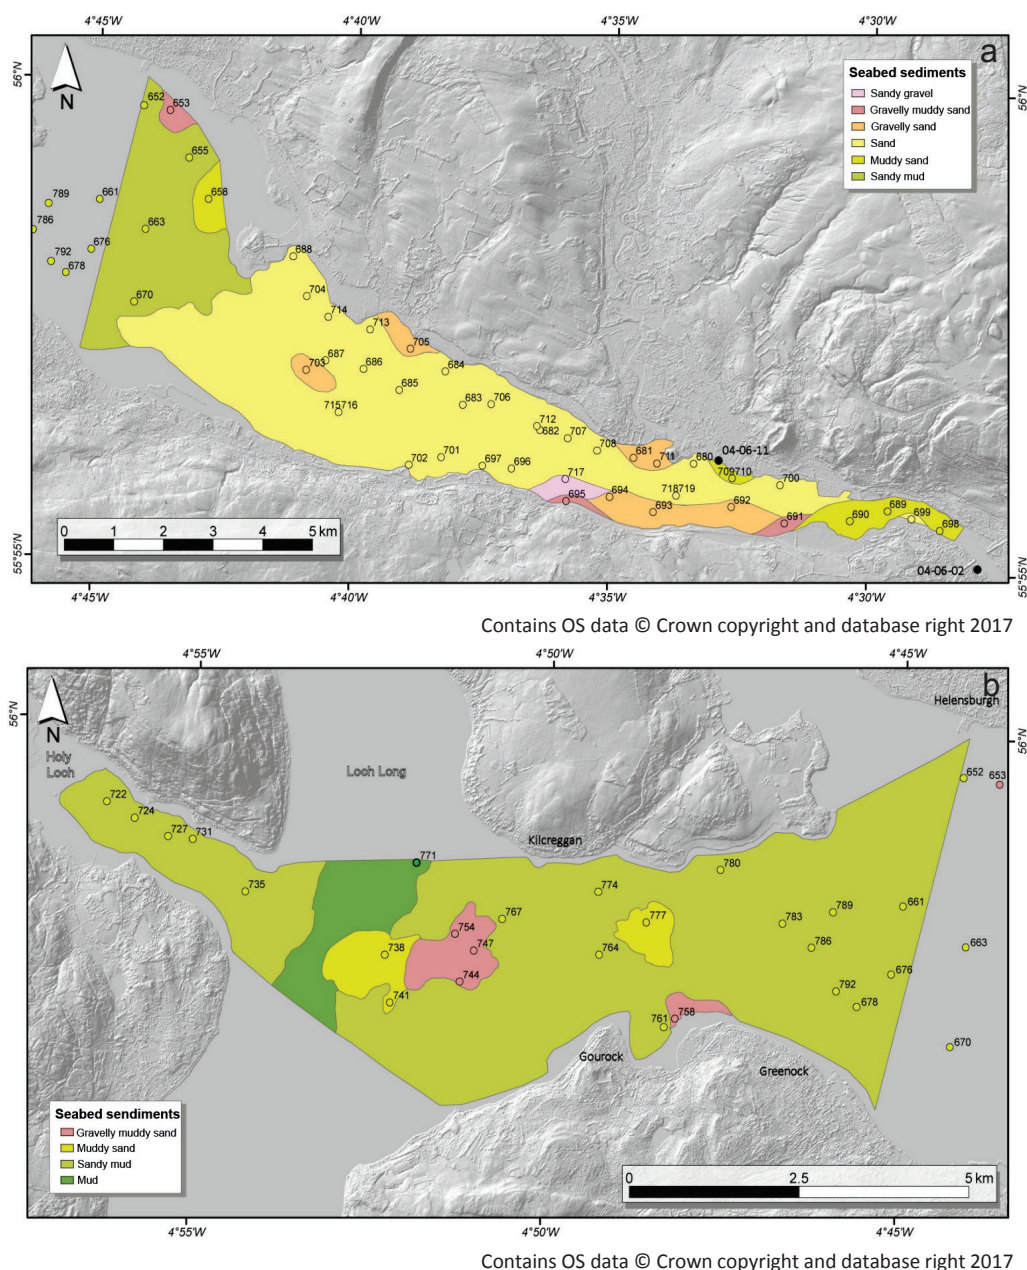 4°45'W 4°40'W 4°35'W 4°30'W
a
56°N
56°N
N
Seabed sediments
Sandy gravel
Gravelly muddy sand
Gravelly sand
Sand
Muddy sand
Sandy mud
652
653
655
789
661
658
786
663
676
792
678
688
670
704
714
713
705
687
703
686
684
685
715716
683
706
712
682
707
708
702
701
697
696
681
711
680
04-06-11
709710
717
700
695
694
718719
693
692
691
690
689
699
698
04-06-02
0 1 2 3 4 5 km
55°55'N
55°55'N
4°45'W 4°40'W 4°35'W 4°30'W
Contains OS data © Crown copyright and database right 2017
4°55'W 4°50'W 4°45'W
b
56°N
N
Helensburgh
56°N
Holy
Loch
Loch Long
652
653
722
724
727
731
Kilcreggan
771
780
735
774
661
767
777
789
783
754
747
738
764
786
663
676
744
792
741
678
758
761
670
Gourock
Greenock
Seabed sendiments
Gravelly muddy sand
Muddy sand
Sandy mud
Mud
0 2.5 5 km
4°55'W 4°50'W 4°45'W
Contains OS data © Crown copyright and database right 2017